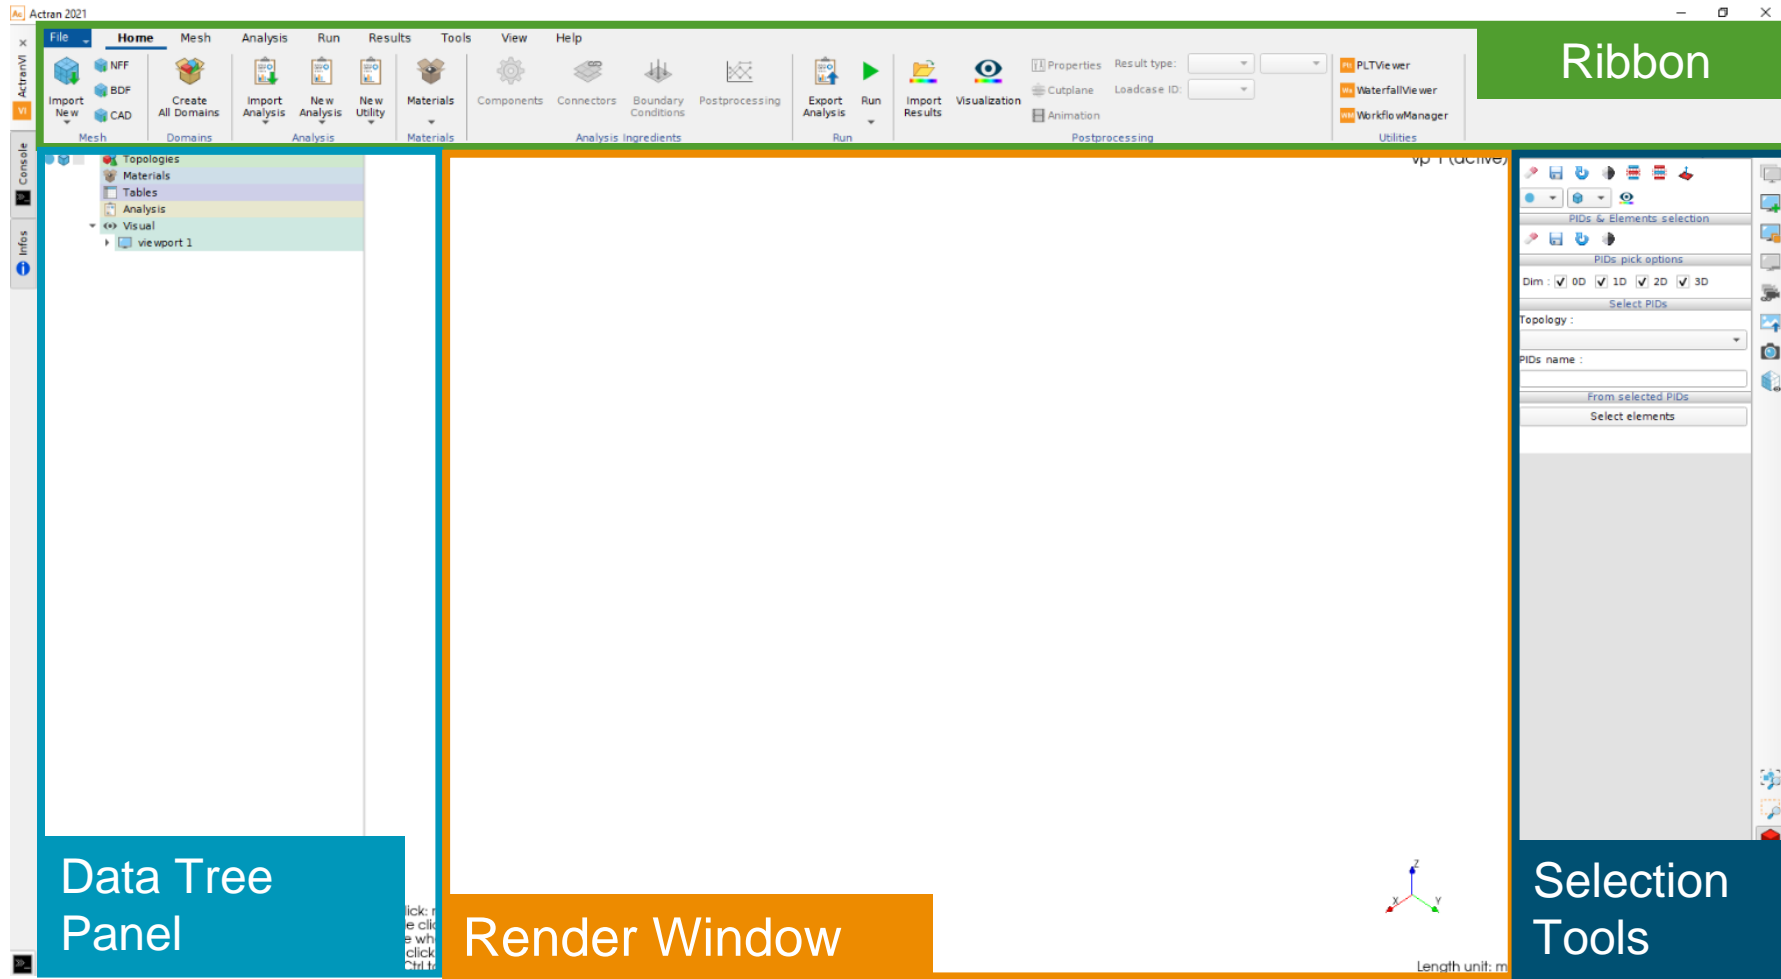 Ac Actran 2021
File Home Mesh Analysis Run Results Tools View Help
Ribbon
ActranVI
VI
Console
Infos
Import New
NFF
BDF
CAD
Mesh
Create All Domains
Domains
Import Analysis
New Analysis
New Utility
Analysis
Materials
Materials
Components
Connectors
Boundary Conditions
Postprocessing
Analysis Ingredients
Export Analysis
Run
Run
Import Results
Visualization
Properties
Cutplane
Animation
Result type:
Loadcase ID:
Postprocessing
PLTViewer
WaterfallViewer
WorkflowManager
Utilities
Topologies
Materials
Tables
Analysis
Visual
viewport 1
vp 1 (active)
PIDs & Elements selection
PIDs pick options
Dim : 0D 1D 2D 3D
Select PIDs
Topology :
PIDs name :
From selected PIDs
Select elements
Data Tree
Panel
Render Window
Z
X Y
Length unit: m
Selection
Tools